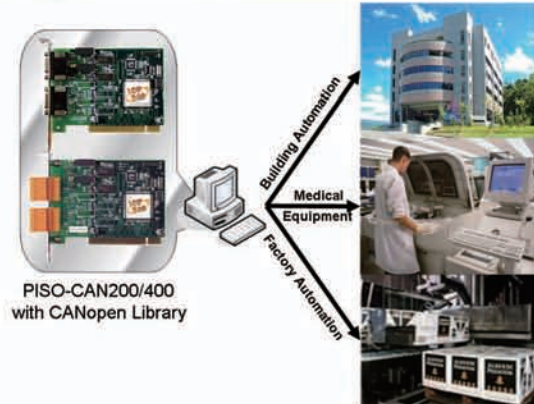 Building Automation
Medical
Equipment
Factory Automation
PISO-CAN200/400
with CANopen Library